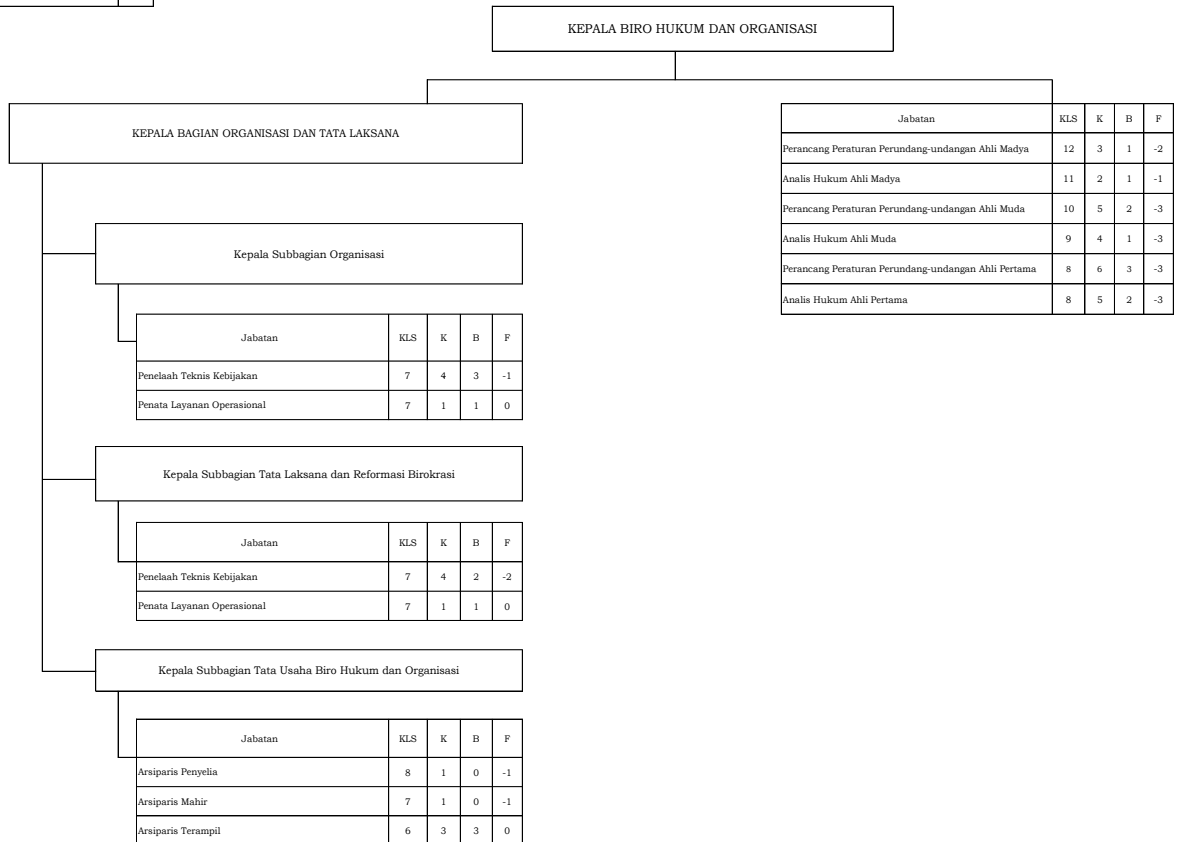 KEPALA BIRO HUKUM DAN ORGANISASI
KEPALA BAGIAN ORGANISASI DAN TATA LAKSANA
Kepala Subbagian Organisasi
Jabatan KLS K B F
Penelaah Teknis Kebijakan 7 4 3 -1
Penata Layanan Operasional 7 1 1 0
Kepala Subbagian Tata Laksana dan Reformasi Birokrasi
Jabatan KLS K B F
Penelaah Teknis Kebijakan 7 4 2 -2
Penata Layanan Operasional 7 1 1 0
Kepala Subbagian Tata Usaha Biro Hukum dan Organisasi
Jabatan KLS K B F
Arsiparis Penyelia 8 1 0 -1
Arsiparis Mahir 7 1 0 -1
Arsiparis Terampil 6 3 3 0
Jabatan KLS K B F
Perancang Peraturan Perundang-undangan Ahli Madya 12 3 1 -2
Analis Hukum Ahli Madya 11 2 1 -1
Perancang Peraturan Perundang-undangan Ahli Muda 10 5 2 -3
Analis Hukum Ahli Muda 9 4 1 -3
Perancang Peraturan Perundang-undangan Ahli Pertama 8 6 3 -3
Analis Hukum Ahli Pertama 8 5 2 -3